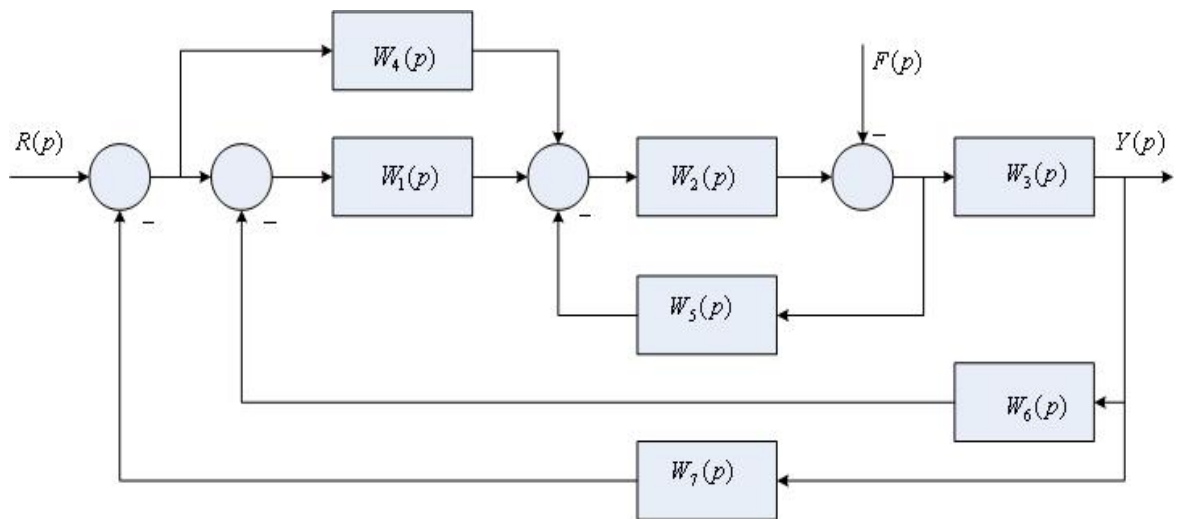 W₄(p)
F(p)
R(p)
Y(p)
W₁(p)
W₂(p)
W₃(p)
−
−
−
−
−
W₅(p)
W₆(p)
W₇(p)